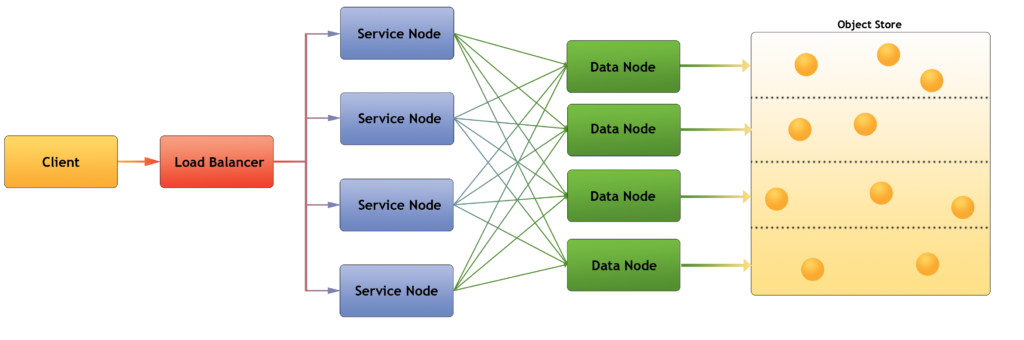 Object Store
Service Node
Data Node
Service Node
Data Node
Client
Load Balancer
Service Node
Data Node
Data Node
Service Node